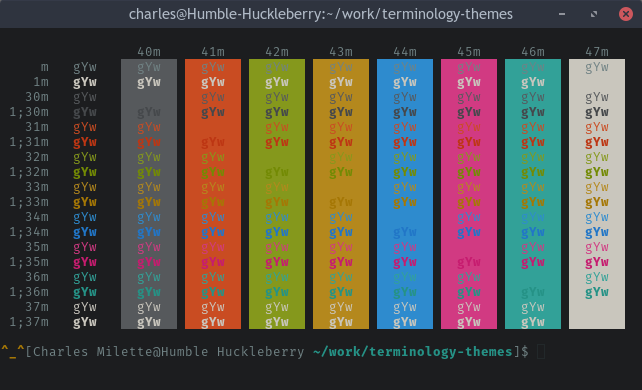 charles@Humble-Huckleberry:~/work/terminology-themes
40m 41m 42m 43m 44m 45m 46m 47m
m gYw gYw gYw gYw gYw gYw gYw gYw gYw
1m gYw gYw gYw gYw gYw gYw gYw gYw
30m gYw gYw gYw gYw gYw gYw gYw gYw
1;30m gYw gYw gYw gYw gYw gYw gYw gYw gYw
31m gYw gYw gYw gYw gYw gYw gYw gYw
1;31m gYw gYw gYw gYw gYw gYw gYw gYw gYw
32m gYw gYw gYw gYw gYw gYw gYw gYw
1;32m gYw gYw gYw gYw gYw gYw gYw gYw gYw
33m gYw gYw gYw gYw gYw gYw gYw gYw
1;33m gYw gYw gYw gYw gYw gYw gYw gYw gYw
34m gYw gYw gYw gYw gYw gYw gYw gYw
1;34m gYw gYw gYw gYw gYw gYw gYw gYw gYw
35m gYw gYw gYw gYw gYw gYw gYw gYw
1;35m gYw gYw gYw gYw gYw gYw gYw gYw gYw
36m gYw gYw gYw gYw gYw gYw gYw gYw
1;36m gYw gYw gYw gYw gYw gYw gYw gYw gYw
37m gYw gYw gYw gYw gYw gYw gYw gYw
1;37m gYw gYw gYw gYw gYw gYw gYw gYw
^_^[Charles Milette@Humble Huckleberry ~/work/terminology-themes]$